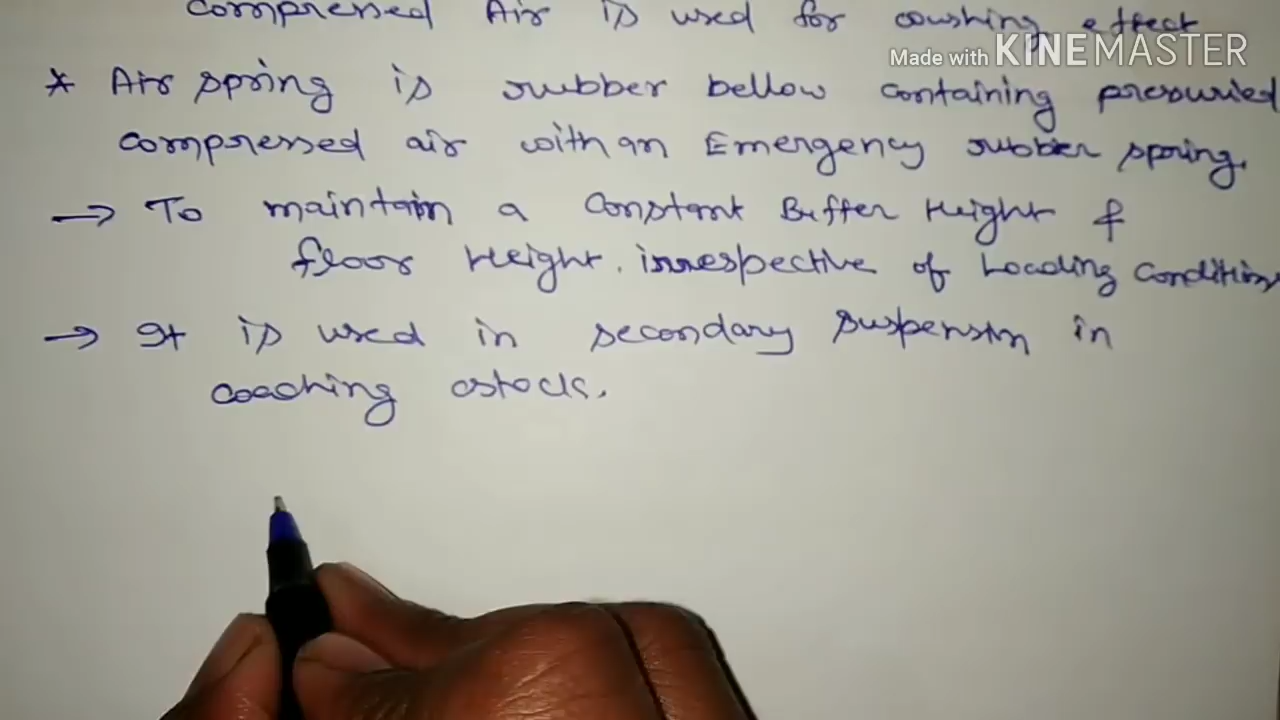 compressed Air is used for coushing effect
Made with KINEMASTER
* Air spring is rubber bellow containing pressuried
compressed air with an Emergency rubber spring.
→ To maintain a constant Buffer Height &
floor Height. irrespective of Loading Conditions
→ It is used in secondary suspension in
coaching stock.